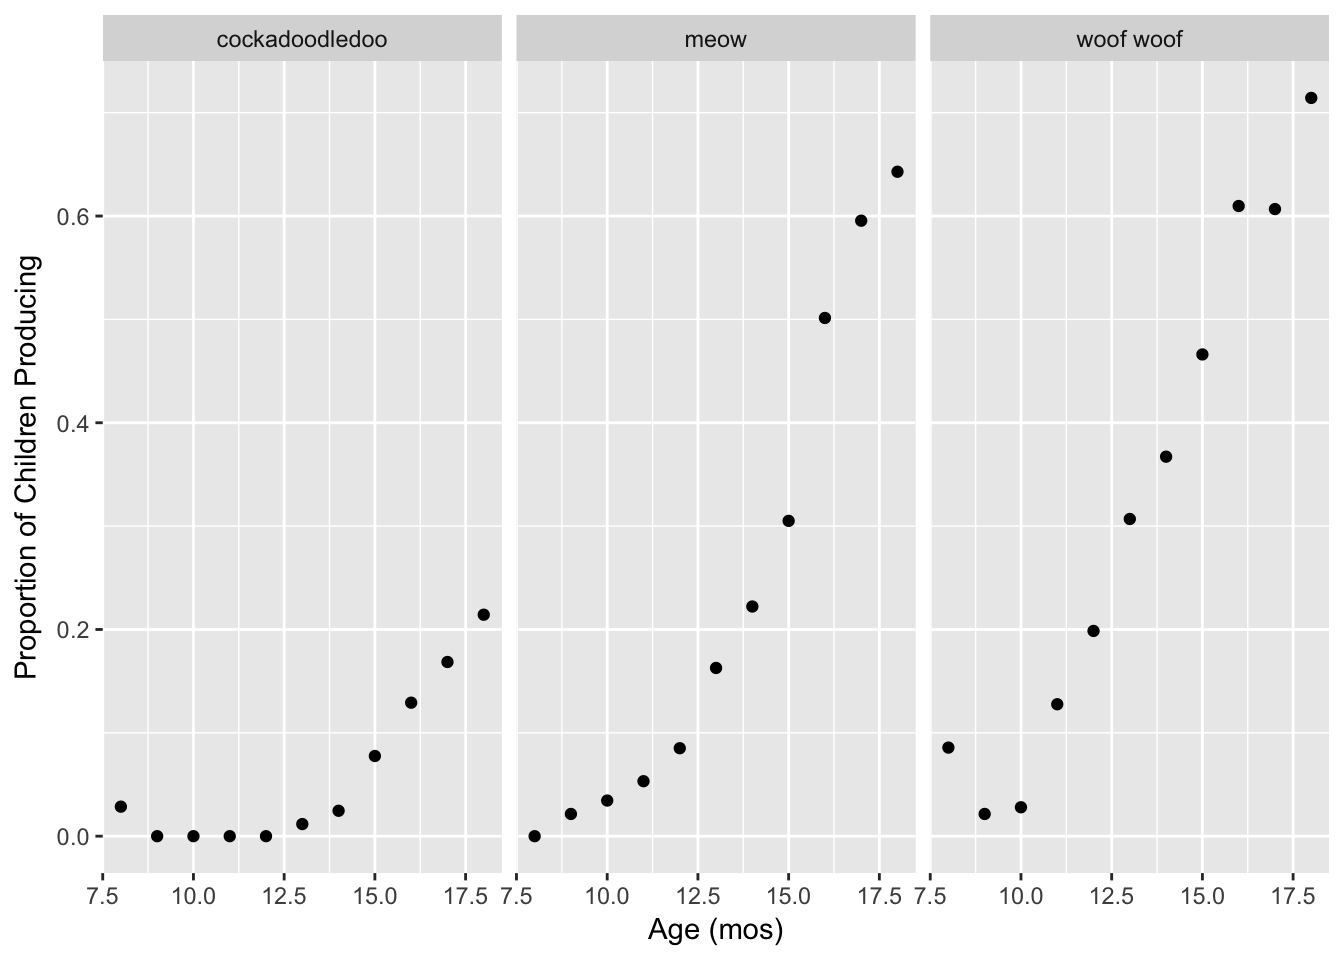 cockadoodledoo meow woof woof
Proportion of Children Producing
0.6
0.4
0.2
0.0
7.5 10.0 12.5 15.0 17.5 7.5 10.0 12.5 15.0 17.5 7.5 10.0 12.5 15.0 17.5
Age (mos)